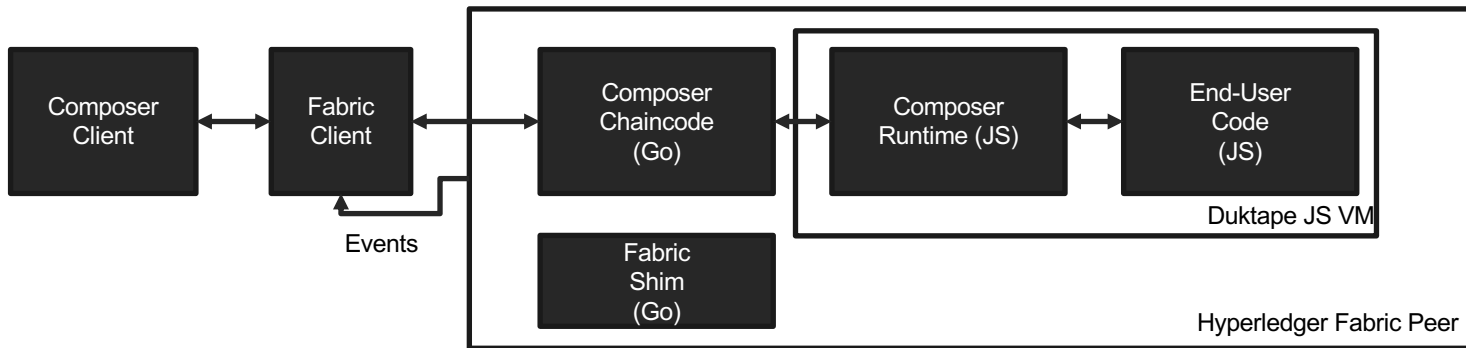 Composer
Client
Fabric
Client
Composer
Chaincode
(Go)
Composer
Runtime (JS)
End-User
Code
(JS)
Duktape JS VM
Events
Fabric
Shim
(Go)
Hyperledger Fabric Peer